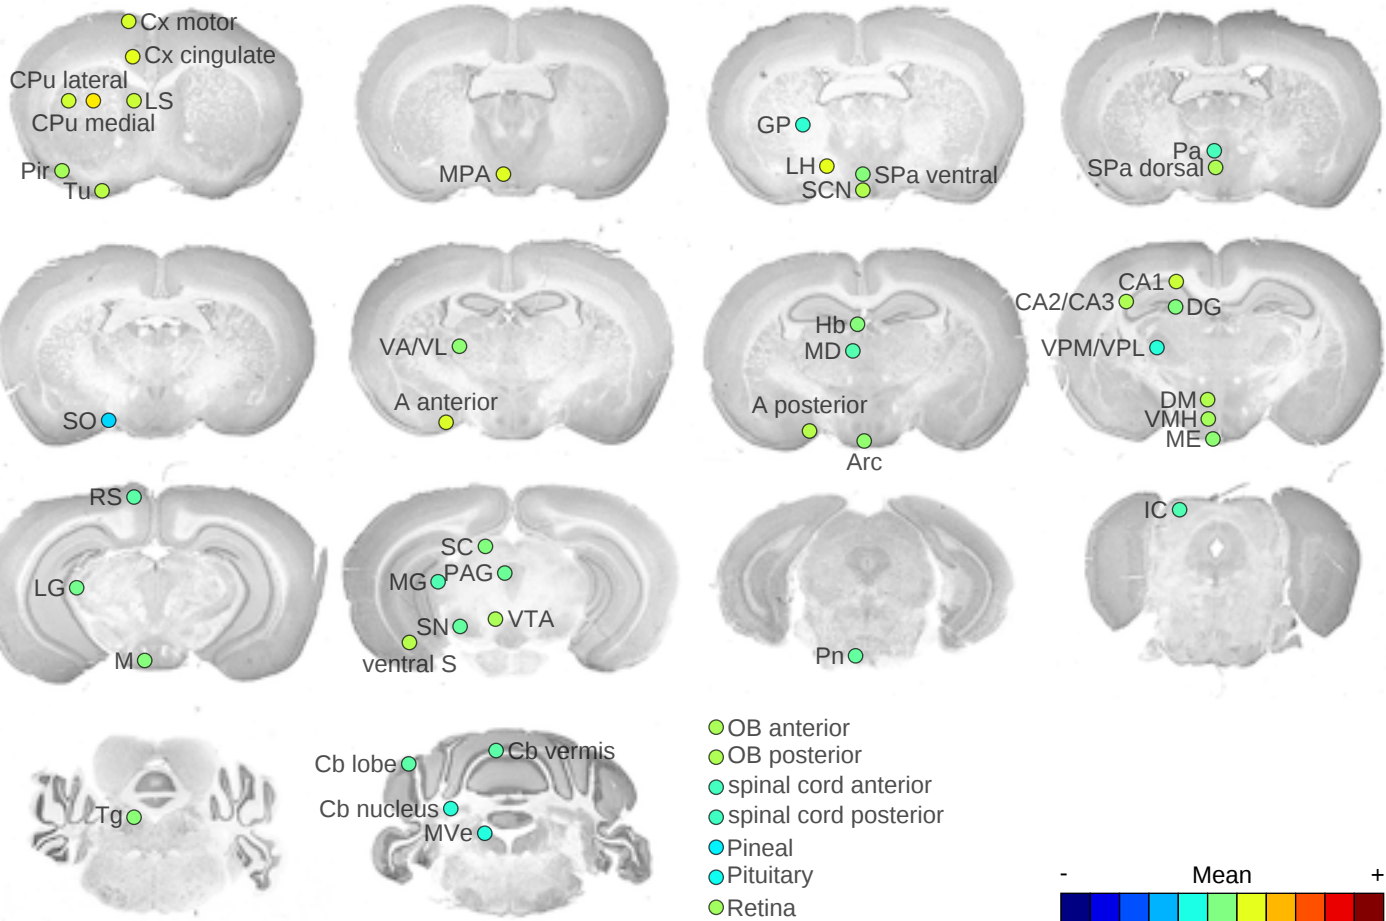 Cx motor
Cx cingulate
CPu lateral
LS
CPu medial
Pir
Tu
MPA
GP
LH
SPa ventral
SCN
Pa
SPa dorsal
SO
VA/VL
A anterior
Hb
MD
A posterior
Arc
CA1
CA2/CA3
DG
VPM/VPL
DM
VMH
ME
RS
LG
M
SC
MG
PAG
SN
VTA
ventral S
Pn
IC
Tg
Cb lobe
Cb vermis
Cb nucleus
MVe
OB anterior
OB posterior
spinal cord anterior
spinal cord posterior
Pineal
Pituitary
Retina
- Mean +